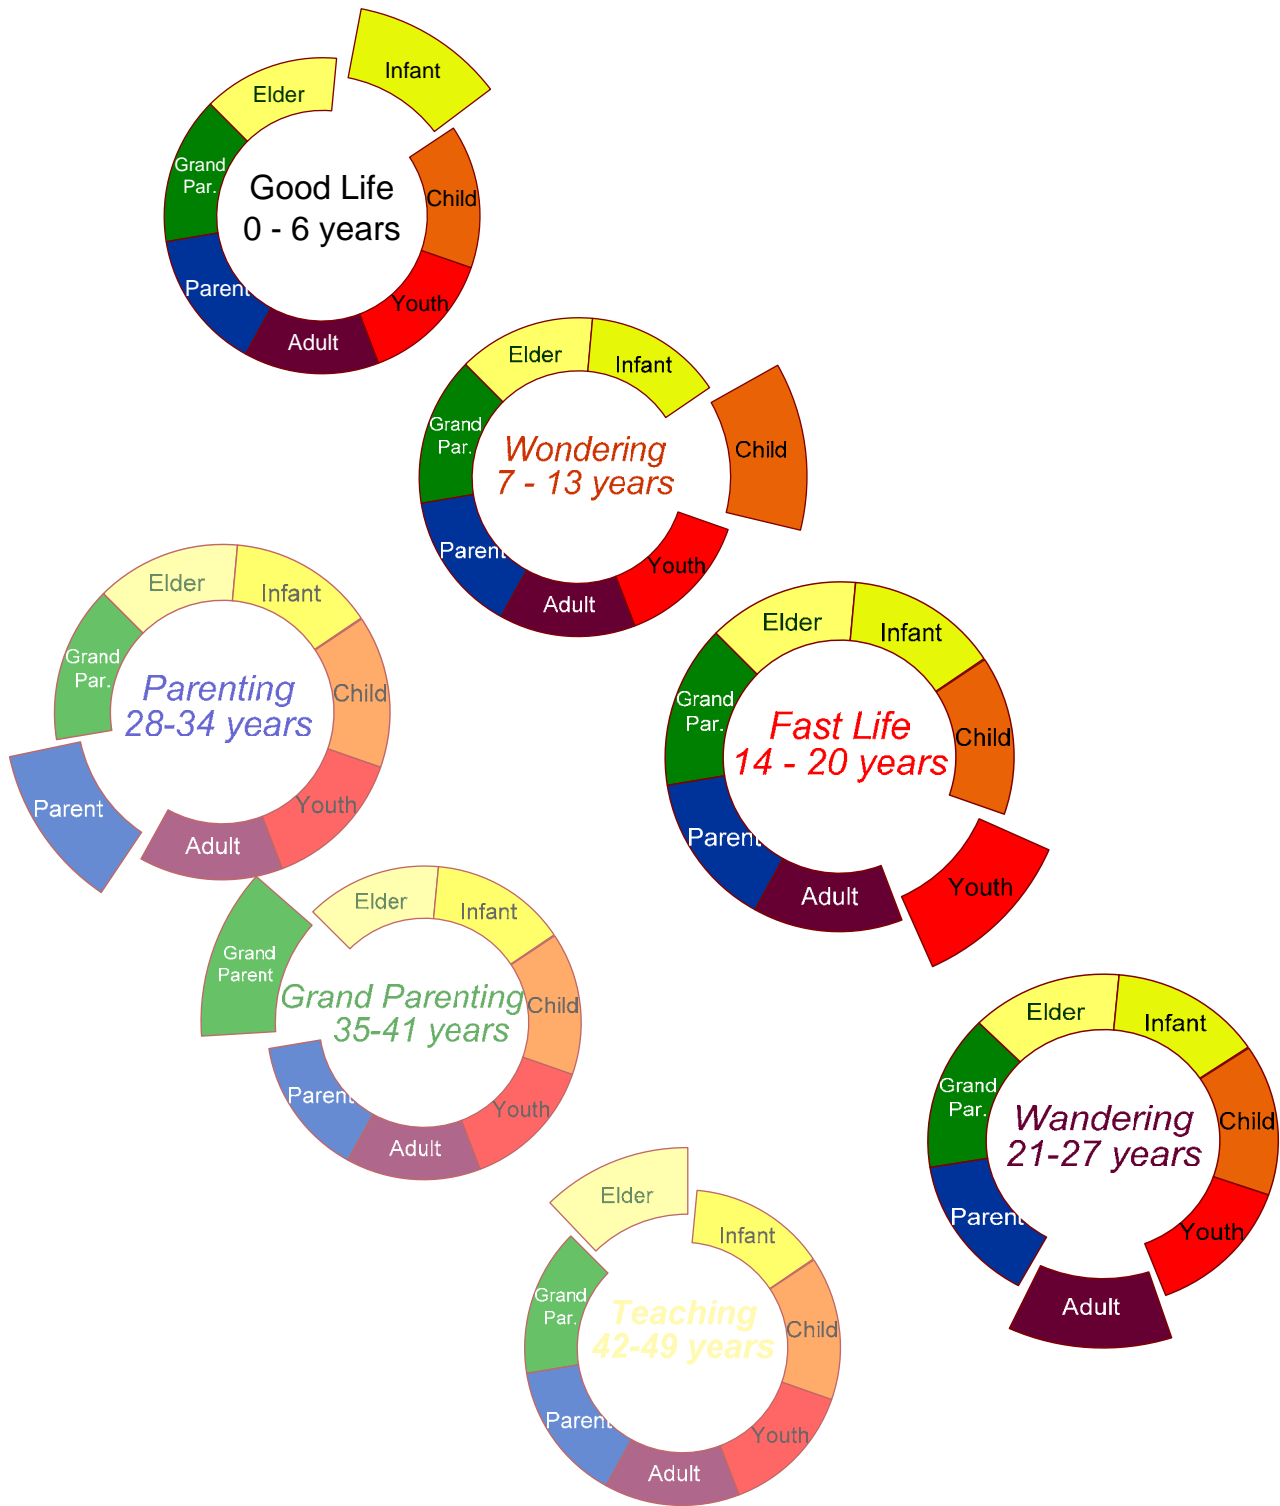 Infant
Elder
Grand
Par.
Good Life
0 - 6 years
Child
Parent
Youth
Adult
Elder
Infant
Grand
Par.
Wondering
7 - 13 years
Child
Parent
Youth
Adult
Elder
Infant
Grand
Par.
Parenting
28-34 years
Child
Parent
Youth
Adult
Elder
Infant
Grand
Par.
Fast Life
14 - 20 years
Child
Parent
Youth
Adult
Elder
Infant
Grand
Parent
Grand Parenting
35-41 years
Child
Parent
Youth
Adult
Elder
Infant
Grand
Par.
Wandering
21-27 years
Child
Parent
Youth
Adult
Elder
Infant
Grand
Par.
Teaching
42-49 years
Child
Parent
Youth
Adult